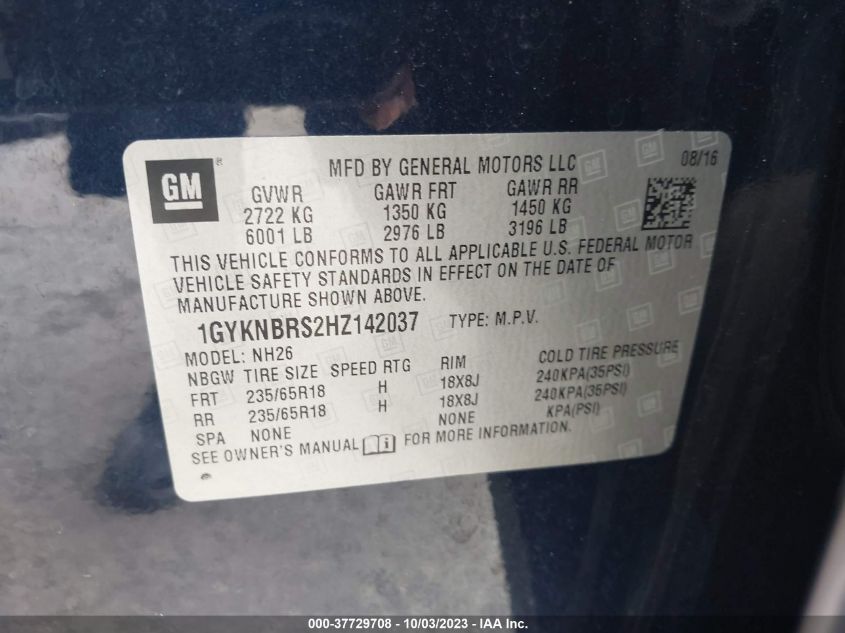 GM ®
MFD BY GENERAL MOTORS LLC
08/16
GVWR GAWR FRT GAWR RR
2722 KG 1350 KG 1450 KG
6001 LB 2976 LB 3196 LB
THIS VEHICLE CONFORMS TO ALL APPLICABLE U.S. FEDERAL MOTOR
VEHICLE SAFETY STANDARDS IN EFFECT ON THE DATE OF
MANUFACTURE SHOWN ABOVE.
1GYKNBRS2HZ142037 TYPE: M.P.V.
MODEL: NH26
NBGW TIRE SIZE SPEED RTG RIM COLD TIRE PRESSURE
FRT 235/65R18 H 18X8J 240KPA(35PSI)
RR 235/65R18 H 18X8J 240KPA(35PSI)
SPA NONE NONE KPA(PSI)
SEE OWNER'S MANUAL FOR MORE INFORMATION.
000-37729708 - 10/03/2023 - IAAI.com.